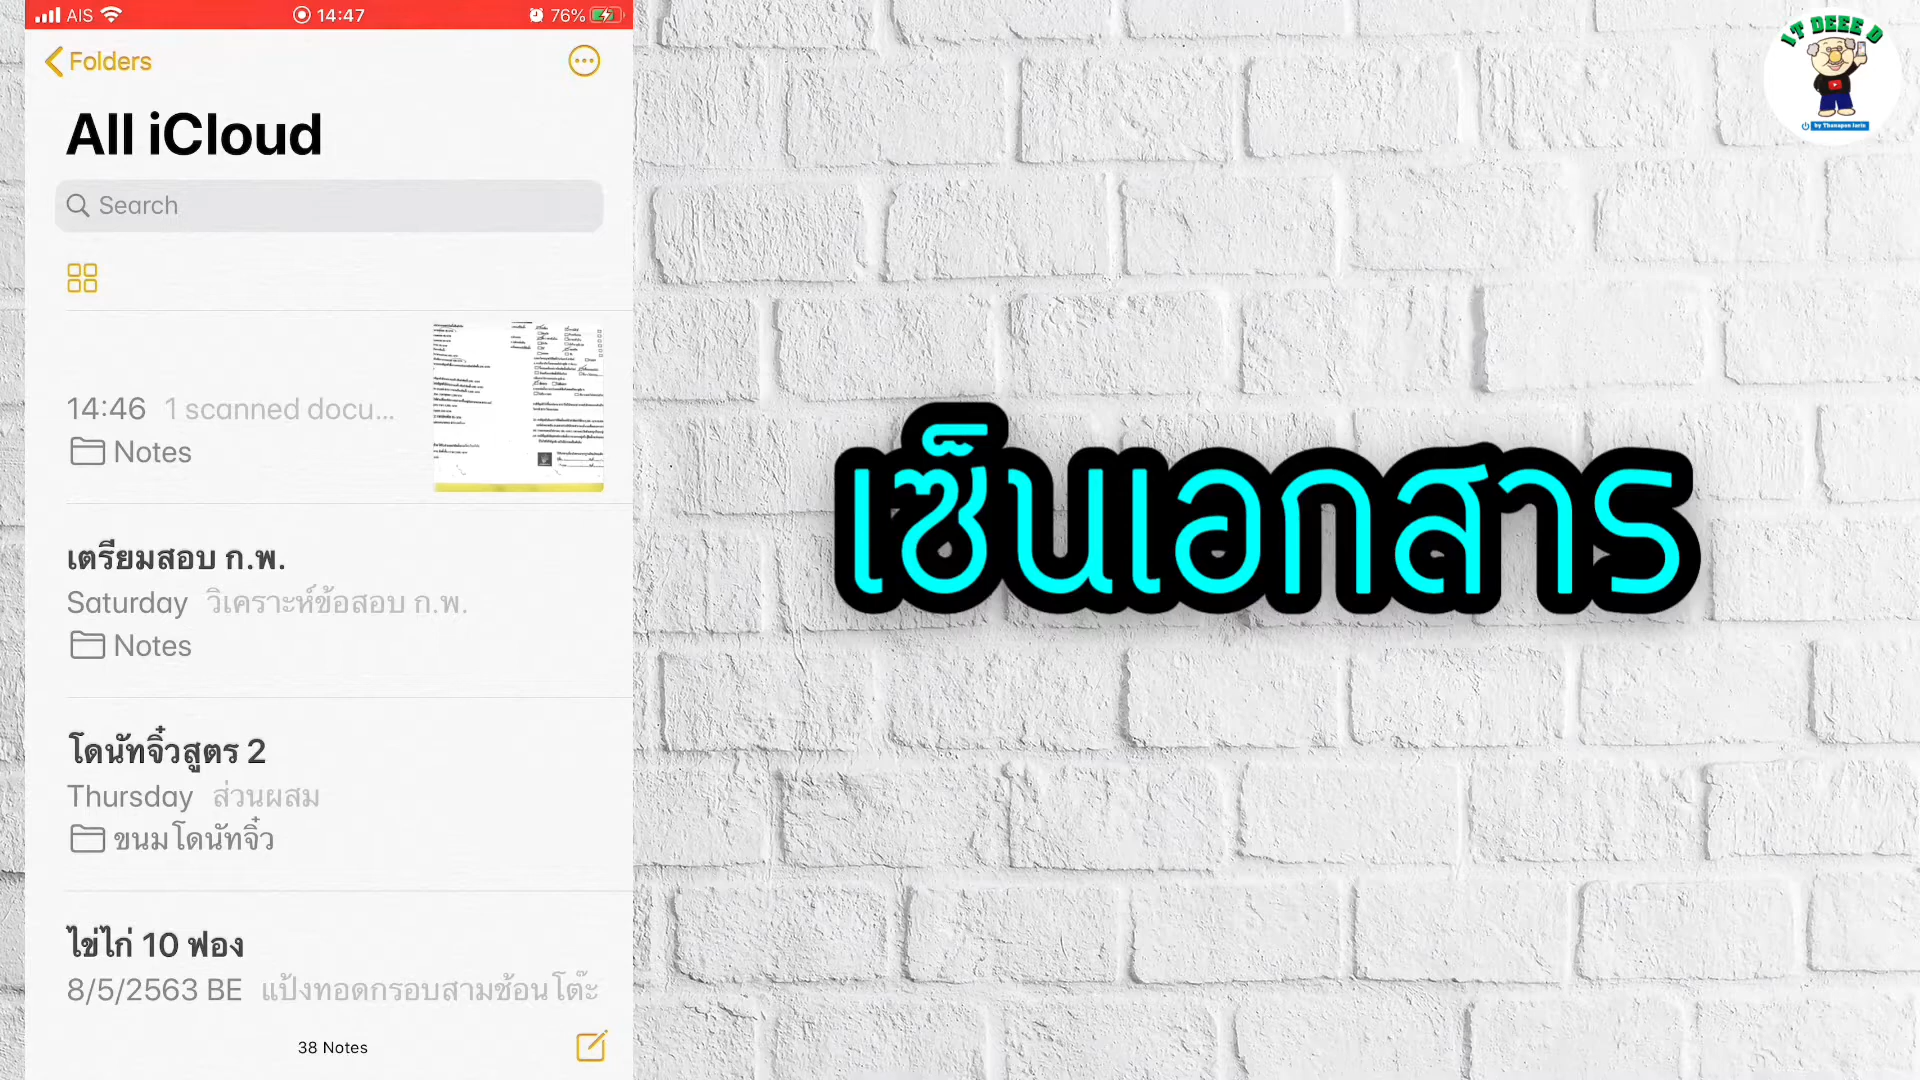 AIS 14:47 76%
Folders
All iCloud
Search
14:46 1 scanned docu...
Notes
เตรียมสอบ ก.พ.
Saturday วิเคราะห์ข้อสอบ ก.พ.
Notes
โดนัทจิ๋วสูตร 2
Thursday ส่วนผสม
ขนมโดนัทจิ๋ว
ไข่ไก่ 10 ฟอง
8/5/2563 BE แป้งทอดกรอบสามช้อนโต๊ะ
38 Notes
เซ็นเอกสาร
IT DEEE D
by Thanapon Jarin